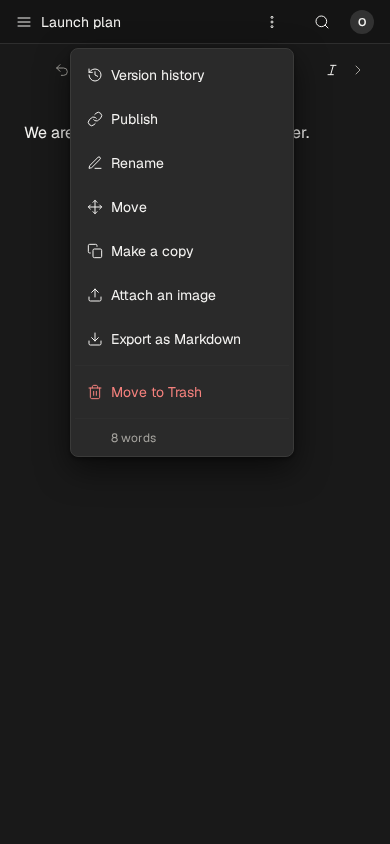 Launch plan
O
Version history
We are
er.
Publish
Rename
Move
Make a copy
Attach an image
Export as Markdown
Move to Trash
8 words